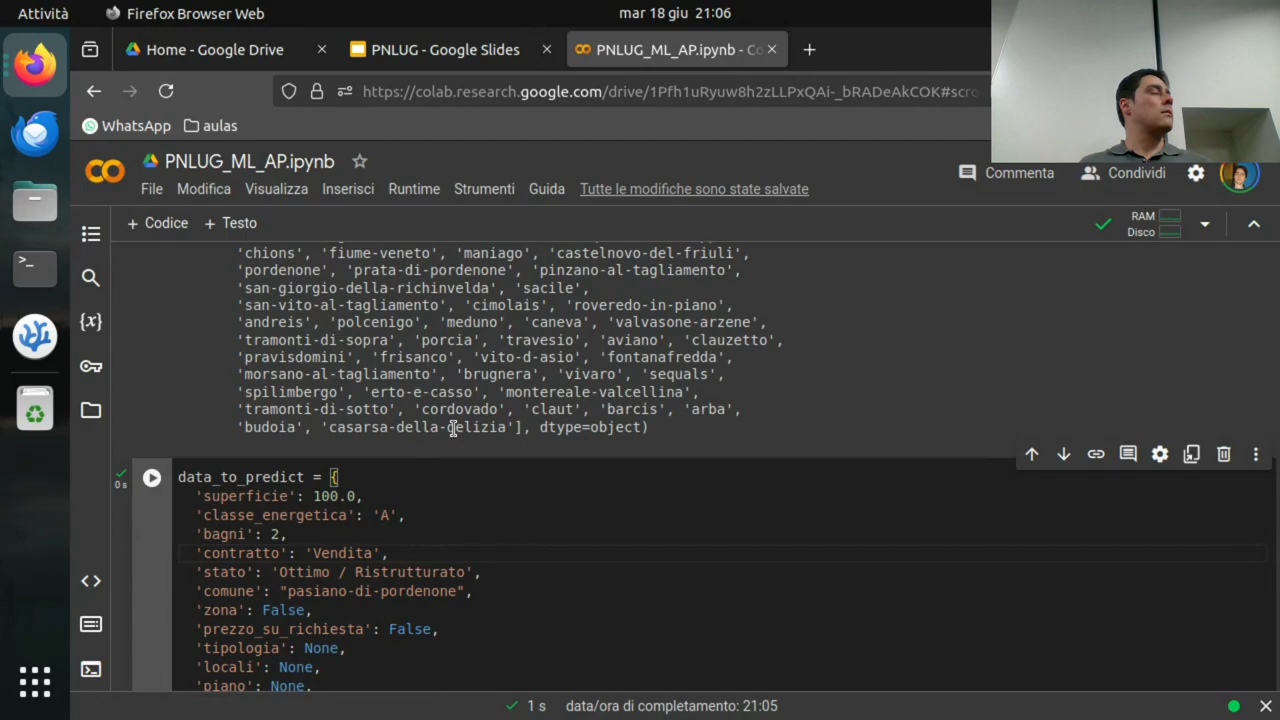 Attività
Firefox Browser Web
mar 18 giu 21:06
Home - Google Drive
PNLUG - Google Slides
PNLUG_ML_AP.ipynb - Co
https://colab.research.google.com/drive/1Pfh1uRyuw8h2zLLPxQAi-_bRADeAkCOK#scro
WhatsApp
aulas
PNLUG_ML_AP.ipynb
Commenta
Condividi
File Modifica Visualizza Inserisci Runtime Strumenti Guida Tutte le modifiche sono state salvate
+ Codice + Testo
RAM
Disco
'chions', 'fiume-veneto', 'maniago', 'castelnovo-del-friuli',
'pordenone', 'prata-di-pordenone', 'pinzano-al-tagliamento',
'san-giorgio-della-richinvelda', 'sacile',
'san-vito-al-tagliamento', 'cimolais', 'roveredo-in-piano',
'andreis', 'polcenigo', 'meduno', 'caneva', 'valvasone-arzene',
'tramonti-di-sopra', 'porcia', 'travesio', 'aviano', 'clauzetto',
'pravisdomini', 'frisanco', 'vito-d-asio', 'fontanafredda',
'morsano-al-tagliamento', 'brugnera', 'vivaro', 'sequals',
'spilimbergo', 'erto-e-casso', 'montereale-valcellina',
'tramonti-di-sotto', 'cordovado', 'claut', 'barcis', 'arba',
'budoia', 'casarsa-della-delizia'], dtype=object)
0s
data_to_predict = {
'superficie': 100.0,
'classe_energetica': 'A',
'bagni': 2,
'contratto': 'Vendita',
'stato': 'Ottimo / Ristrutturato',
'comune': "pasiano-di-pordenone",
'zona': False,
'prezzo_su_richiesta': False,
'tipologia': None,
'locali': None,
'piano': None,
1 s data/ora di completamento: 21:05